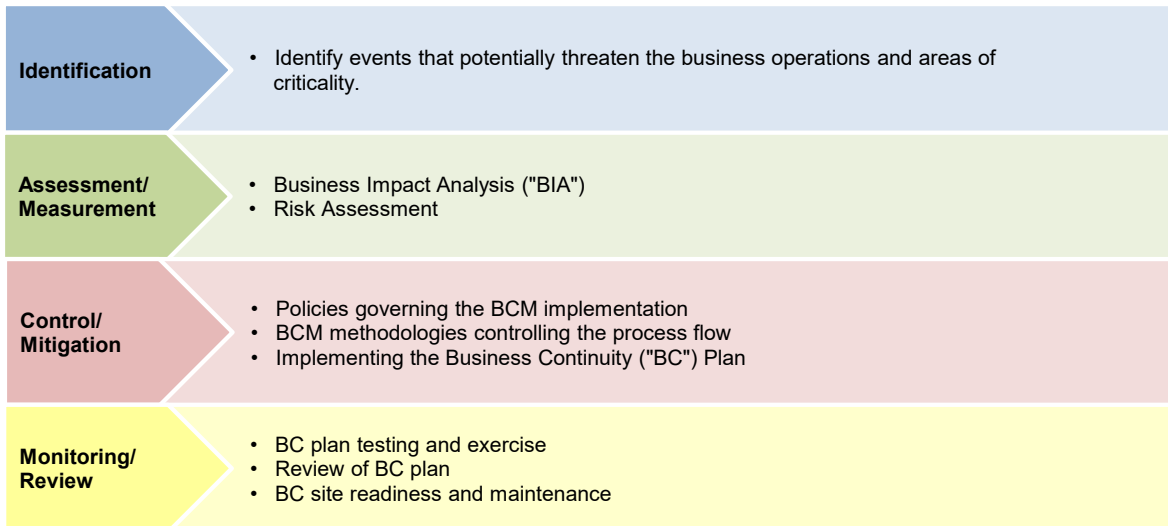 Identification
• Identify events that potentially threaten the business operations and areas of
criticality.
Assessment/
Measurement
• Business Impact Analysis ("BIA")
• Risk Assessment
Control/
Mitigation
• Policies governing the BCM implementation
• BCM methodologies controlling the process flow
• Implementing the Business Continuity ("BC") Plan
Monitoring/
Review
• BC plan testing and exercise
• Review of BC plan
• BC site readiness and maintenance